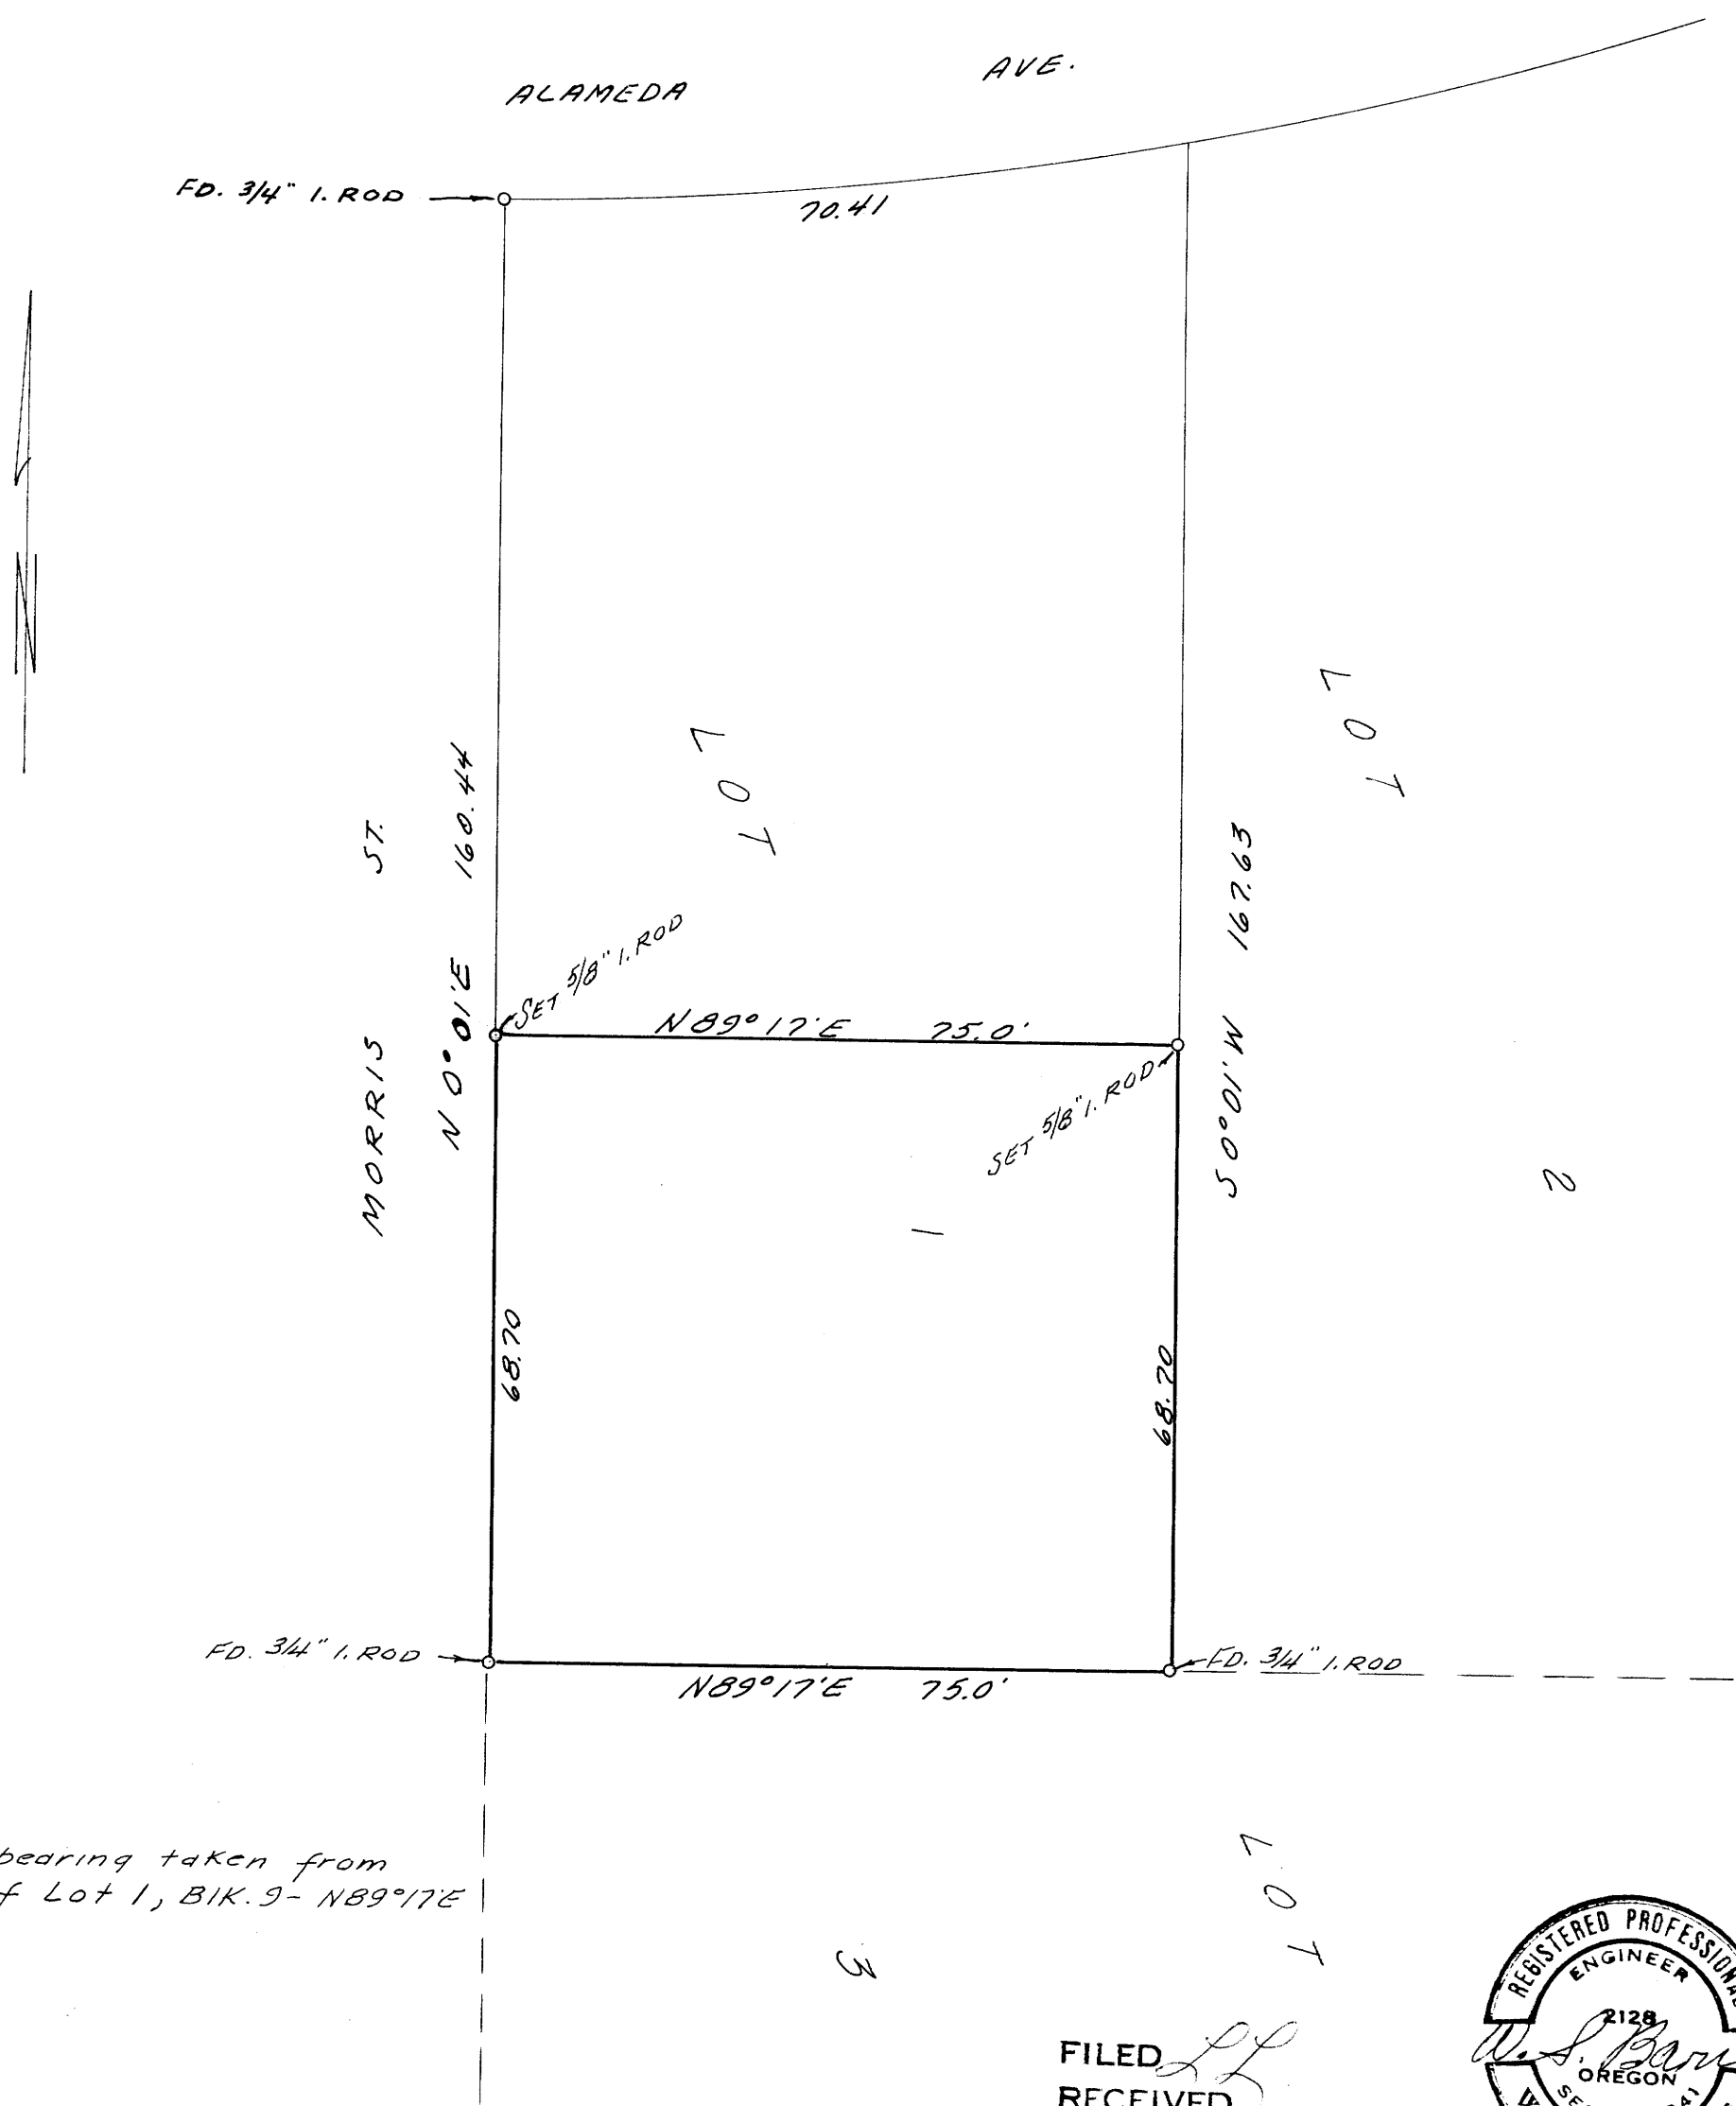 ALAMEDA AVE.
FD. 3/4" I. ROD
70.41
N
MORRIS ST.
N 0°01'E 160.44
LOT
1
LOT
2
S 0°01'W 167.63
SET 5/8" I. ROD
N 89°17'E 75.0'
SET 5/8" I. ROD
68.70
68.70
FD. 3/4" I. ROD
FD. 3/4" I. ROD
N89°17'E 75.0'
bearing taken from
f Lot 1, Blk. 9- N89°17'E
LOT
3
FILED LL
RECEIVED
REGISTERED PROFESSIONAL
ENGINEER
2128
W. S. Bar
OREGON